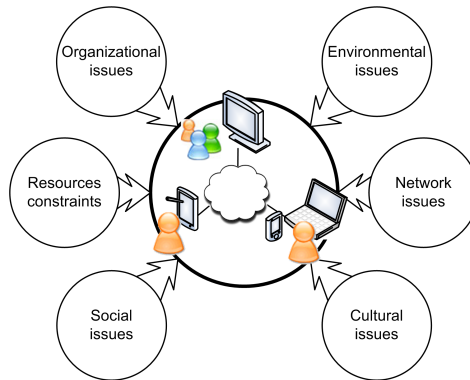 Organizational
issues
Environmental
issues
Resources
constraints
Network
issues
Social
issues
Cultural
issues